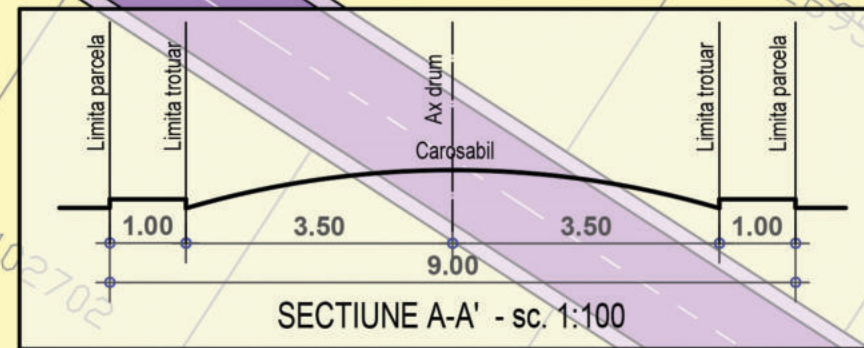 Limita parcela
Limita trotuar
Ax drum
Limita trotuar
Limita parcela
Carosabil
1.00
3.50
3.50
1.00
9.00
SECTIUNE A-A' - sc. 1:100